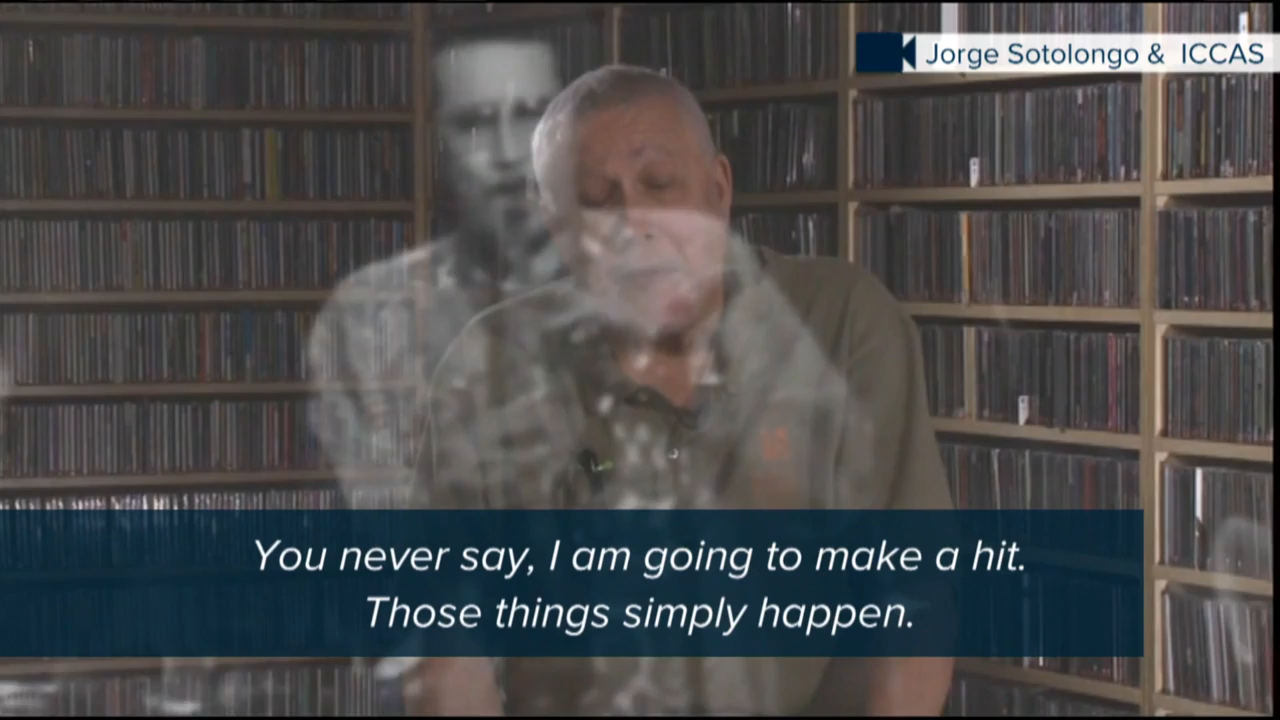 Jorge Sotolongo & ICCAS
You never say, I am going to make a hit.
Those things simply happen.